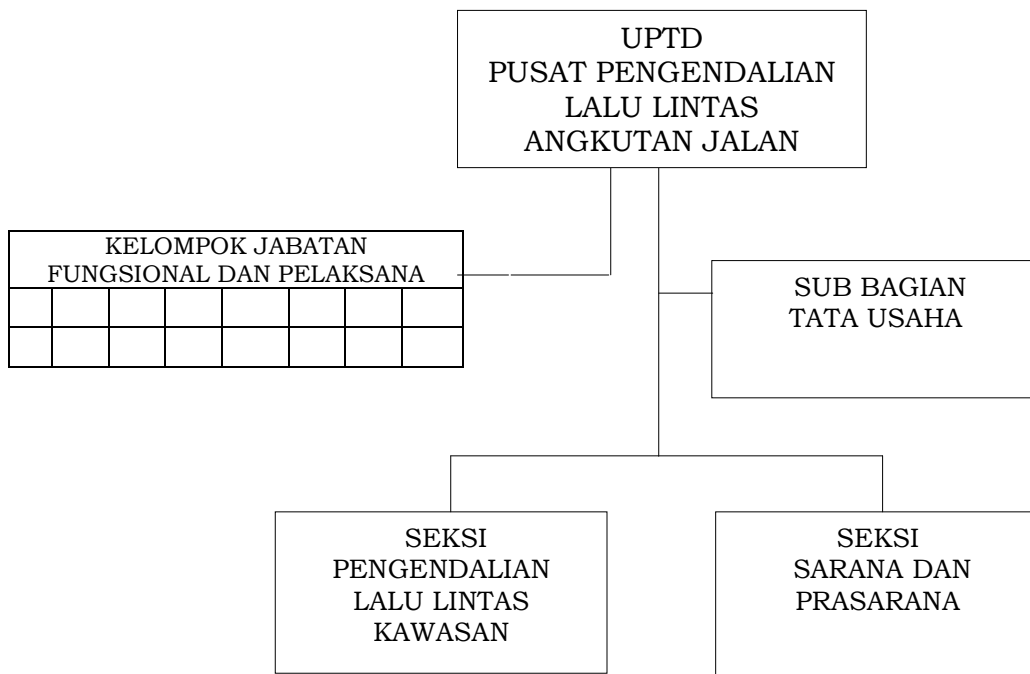 UPTD
PUSAT PENGENDALIAN
LALU LINTAS
ANGKUTAN JALAN
KELOMPOK JABATAN
FUNGSIONAL DAN PELAKSANA
SUB BAGIAN
TATA USAHA
SEKSI
PENGENDALIAN
LALU LINTAS
KAWASAN
SEKSI
SARANA DAN
PRASARANA